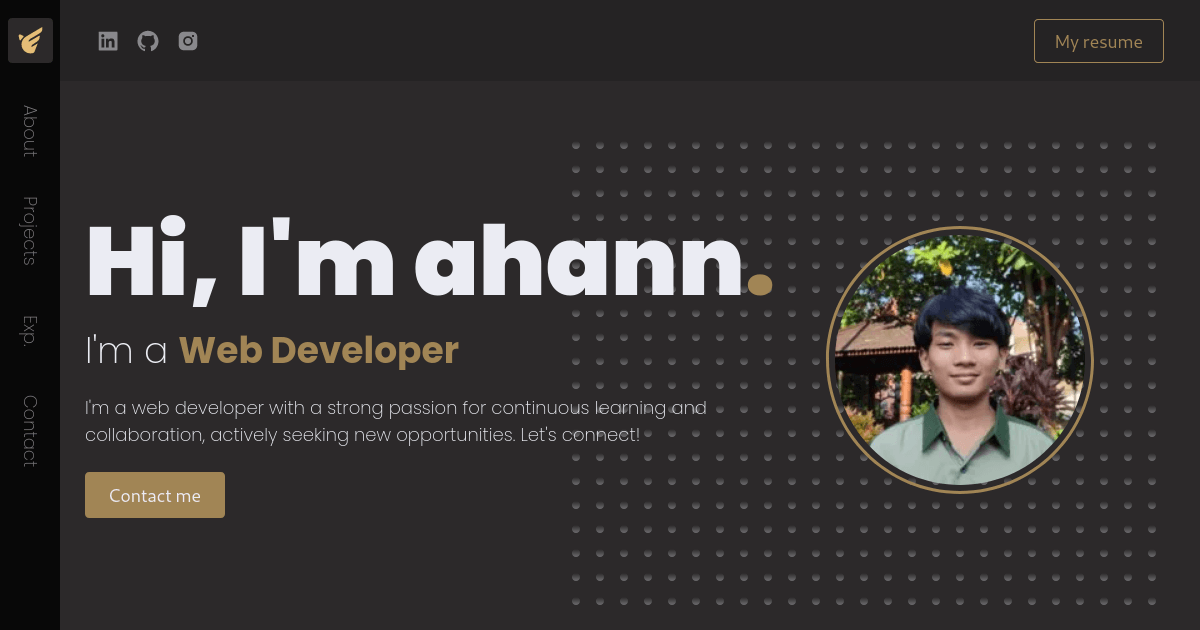 My resume
About
Projects
Exp.
Contact
Hi, I'm ahann.
I'm a Web Developer
I'm a web developer with a strong passion for continuous learning and
collaboration, actively seeking new opportunities. Let's connect!
Contact me